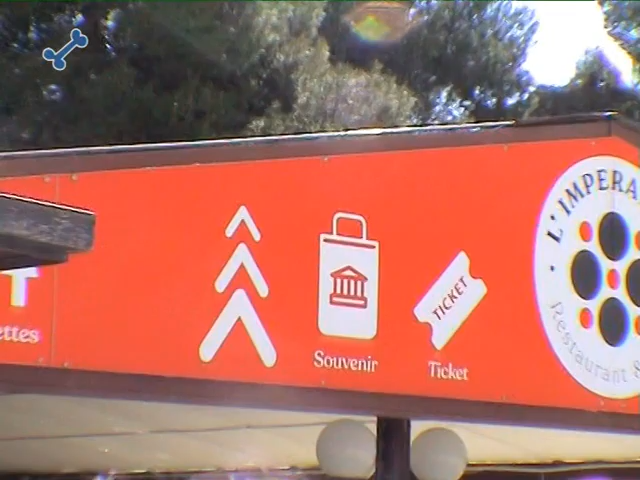 ettes
Souvenir
TICKET
Ticket
L'IMPERA
Restaurant &